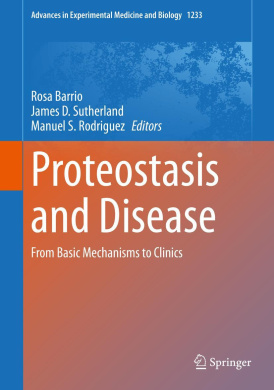 Advances in Experimental Medicine and Biology 1233
Rosa Barrio
James D. Sutherland
Manuel S. Rodriguez Editors
Proteostasis
and Disease
From Basic Mechanisms to Clinics
Springer